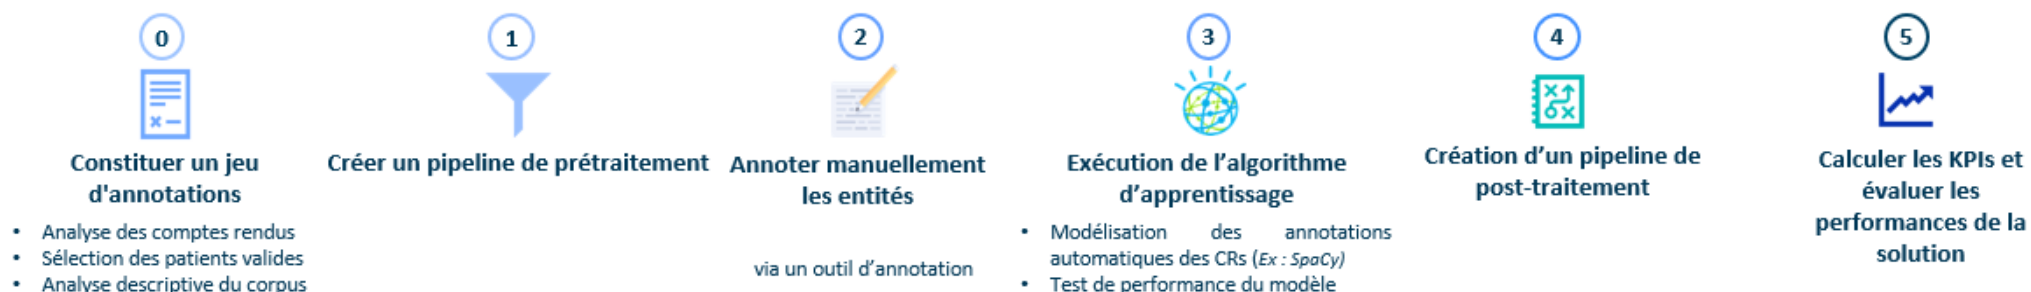 0
Constituer un jeu
d'annotations
• Analyse des comptes rendus
• Sélection des patients valides
• Analyse descriptive du corpus
1
Créer un pipeline de prétraitement
2
Annoter manuellement
les entités
via un outil d'annotation
3
Exécution de l'algorithme
d'apprentissage
• Modélisation des annotations
automatiques des CRs (Ex : SpaCy)
• Test de performance du modèle
4
Création d'un pipeline de
post-traitement
5
Calculer les KPIs et
évaluer les
performances de la
solution